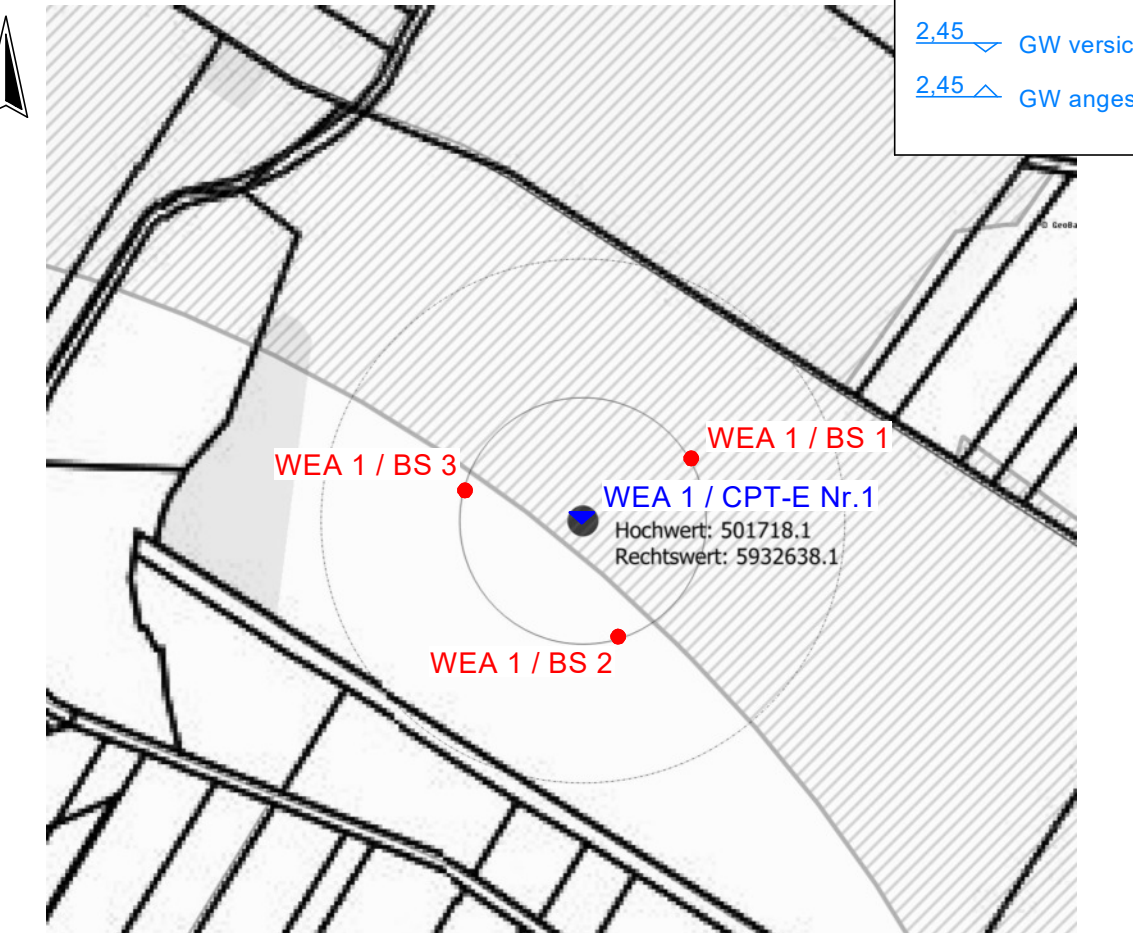 2,45
GW versic
2,45
GW anges
© GeoBa
WEA 1 / BS 1
WEA 1 / BS 3
WEA 1 / CPT-E Nr.1
Hochwert: 501718.1
Rechtswert: 5932638.1
WEA 1 / BS 2